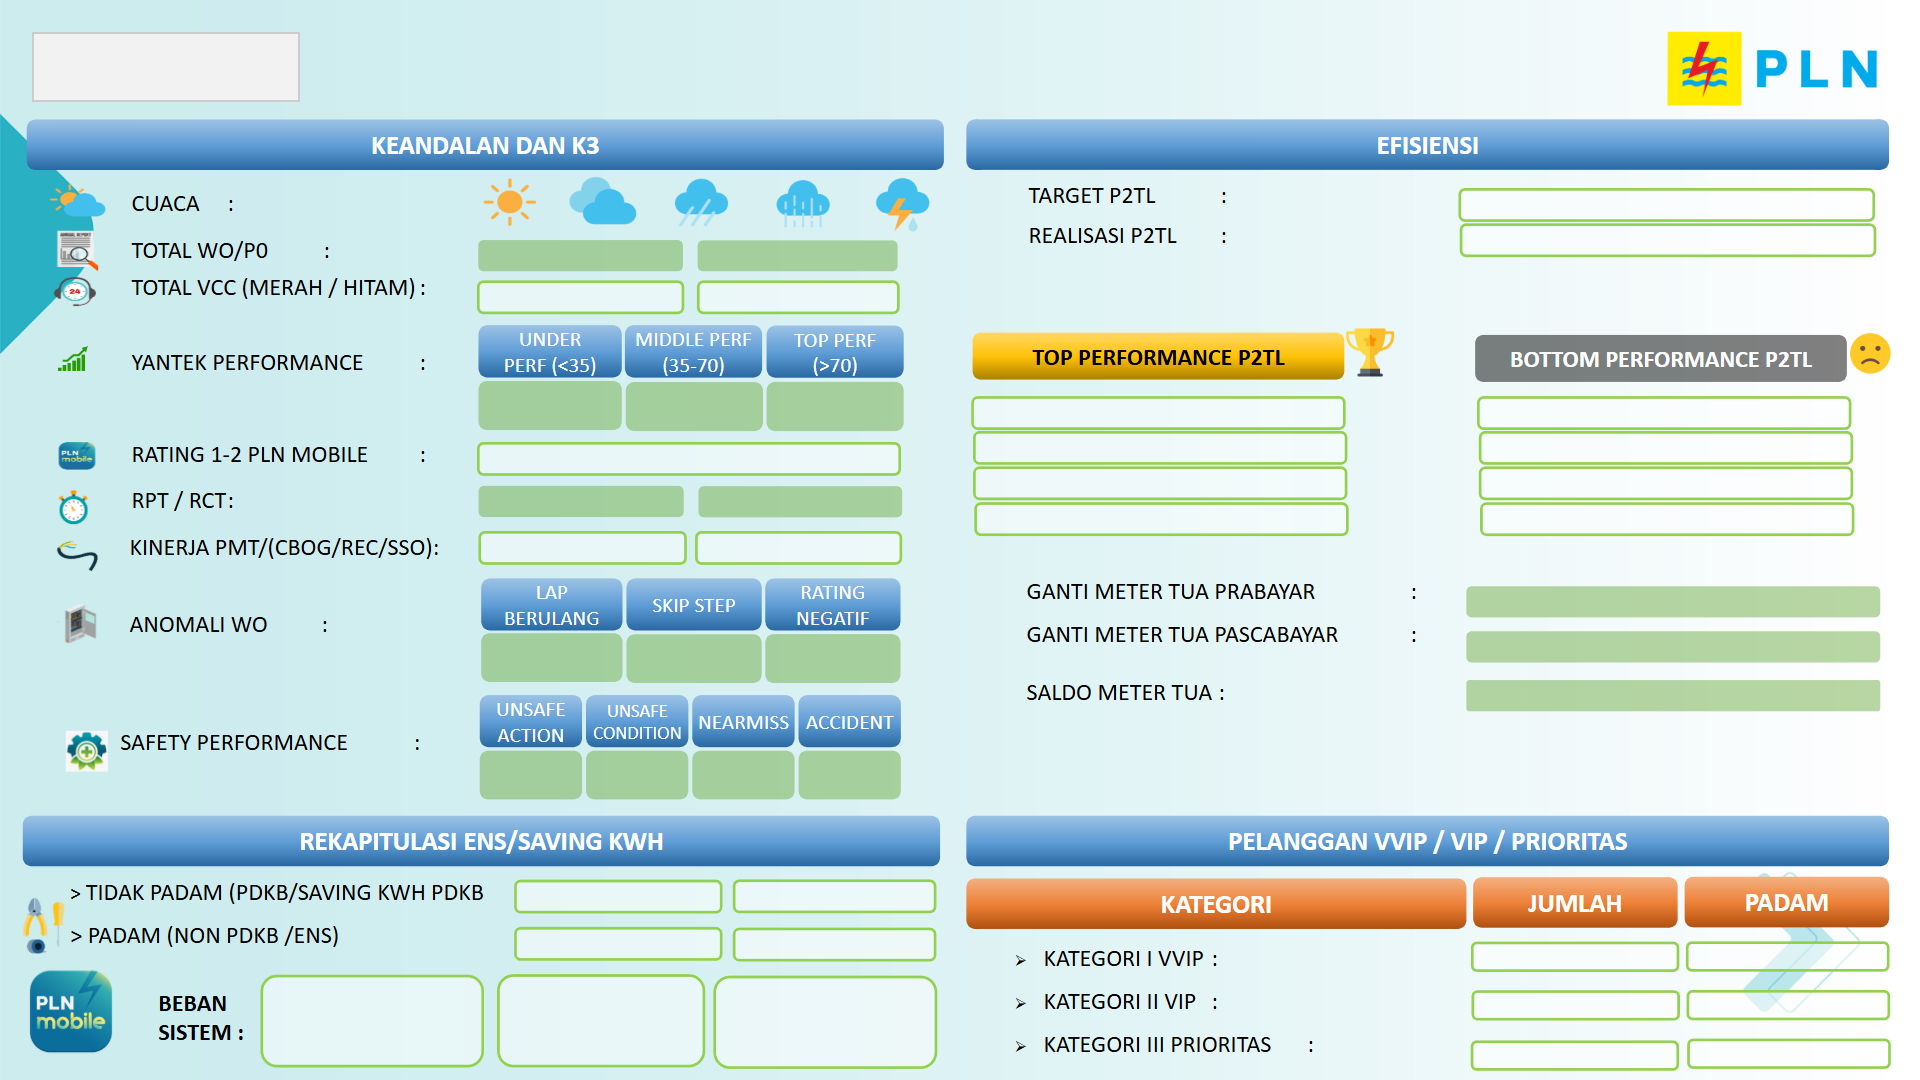 PLN
KEANDALAN DAN K3
CUACA :
TOTAL WO/P0 :
TOTAL VCC (MERAH / HITAM) :
24
YANTEK PERFORMANCE :
UNDER
PERF (<35)
MIDDLE PERF
(35-70)
TOP PERF
(>70)
PLN
mobile
RATING 1-2 PLN MOBILE :
RPT / RCT :
KINERJA PMT/(CBOG/REC/SSO):
ANOMALI WO :
LAP
BERULANG
SKIP STEP
RATING
NEGATIF
SAFETY PERFORMANCE :
UNSAFE
ACTION
UNSAFE
CONDITION
NEARMISS
ACCIDENT
EFISIENSI
TARGET P2TL :
REALISASI P2TL :
TOP PERFORMANCE P2TL
BOTTOM PERFORMANCE P2TL
GANTI METER TUA PRABAYAR :
GANTI METER TUA PASCABAYAR :
SALDO METER TUA :
REKAPITULASI ENS/SAVING KWH
> TIDAK PADAM (PDKB/SAVING KWH PDKB
> PADAM (NON PDKB /ENS)
PLN
mobile
BEBAN
SISTEM :
PELANGGAN VVIP / VIP / PRIORITAS
KATEGORI JUMLAH PADAM
➢ KATEGORI I VVIP :
➢ KATEGORI II VIP :
➢ KATEGORI III PRIORITAS :